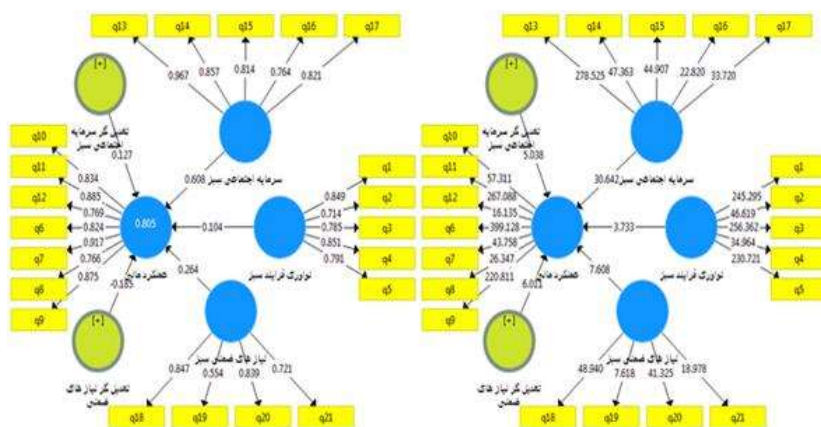 q13 q14 q15 q16 q17
0.967 0.857 0.814 0.764 0.821
[+]
تعدیل گر سرمایه
اجتماعی سبز
0.127
سرمایه اجتماعی سبز
0.608
q10
q11
q12
q6
q7
q8
q9
0.834
0.885
0.769
0.824
0.917
0.766
0.875
0.805
عملکرد مالی
0.104
نوآوری فرایند سبز
0.849
0.714
0.785
0.851
0.791
q1
q2
q3
q4
q5
0.264
-0.185
[+]
تعدیل گر نیاز های
ضمنی
نیاز های ضمنی سبز
0.847 0.554 0.839 0.721
q18 q19 q20 q21
q13 q14 q15 q16 q17
278.525 47.363 44.907 22.820 33.720
[+]
تعدیل گر سرمایه
اجتماعی سبز
5.038
سرمایه اجتماعی سبز
30.642
q10
q11
q12
q6
q7
q8
q9
57.311
267.088
16.135
399.128
43.758
26.347
220.811
عملکرد مالی
3.733
نوآوری فرایند سبز
245.295
46.619
256.362
34.964
230.721
q1
q2
q3
q4
q5
7.608
6.011
[+]
تعدیل گر نیاز های
ضمنی
نیاز های ضمنی سبز
48.940 7.618 41.325 18.978
q18 q19 q20 q21